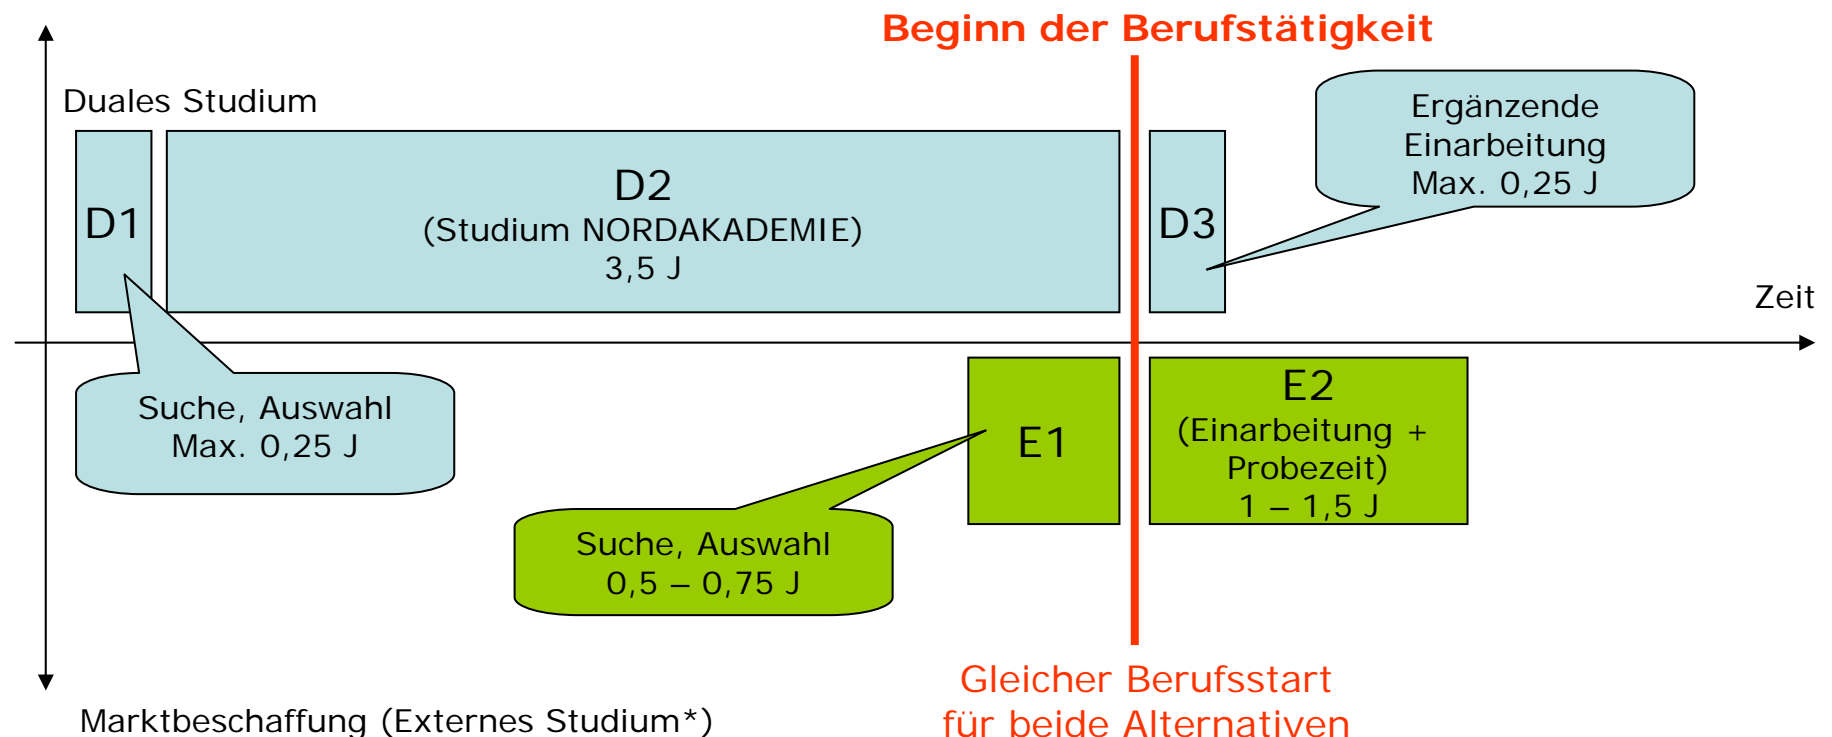 Beginn der Berufstätigkeit
Duales Studium
Ergänzende
Einarbeitung
Max. 0,25 J
D1
D2
(Studium NORDAKADEMIE)
3,5 J
D3
Zeit
Suche, Auswahl
Max. 0,25 J
E1
E2
(Einarbeitung +
Probezeit)
1 – 1,5 J
Suche, Auswahl
0,5 – 0,75 J
Gleicher Berufsstart
für beide Alternativen
Marktbeschaffung (Externes Studium*)